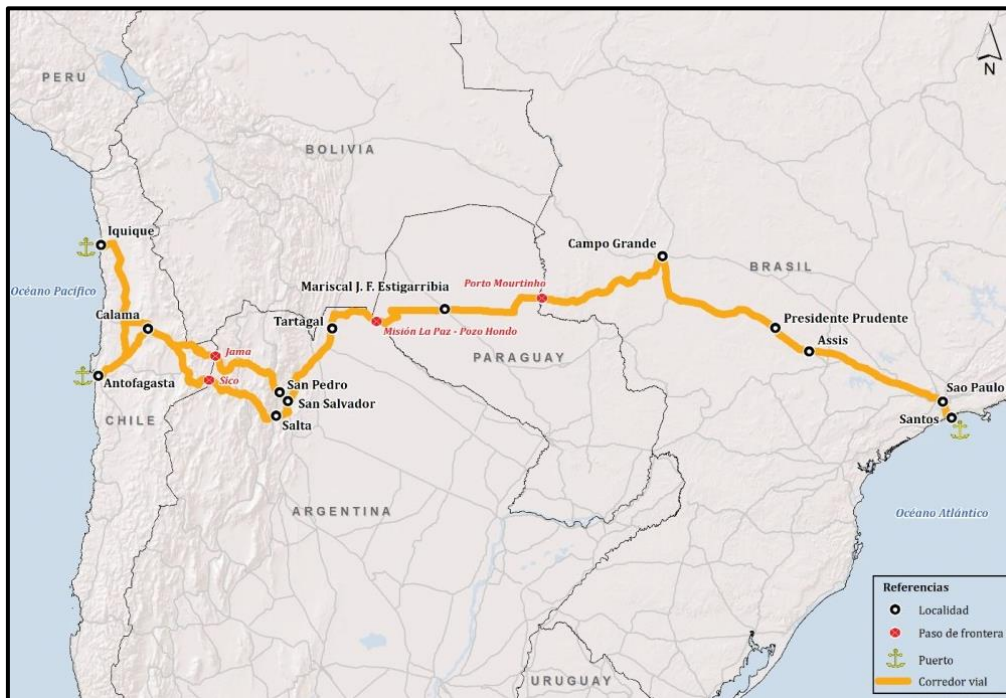 N
PERU
BOLIVIA
Iquique
Campo Grande
BRASIL
Porto Mourtinho
Océano Pacífico
Mariscal J. F. Estigarribia
Calama
Tartagal
Misión La Paz - Pozo Hondo
Presidente Prudente
Assis
Jama
PARAGUAY
Antofagasta
Sico
San Pedro
San Salvador
Sao Paulo
CHILE
Salta
Santos
ARGENTINA
Océano Atlántico
Referencias
Localidad
Paso de frontera
Puerto
Corredor vial
URUGUAY